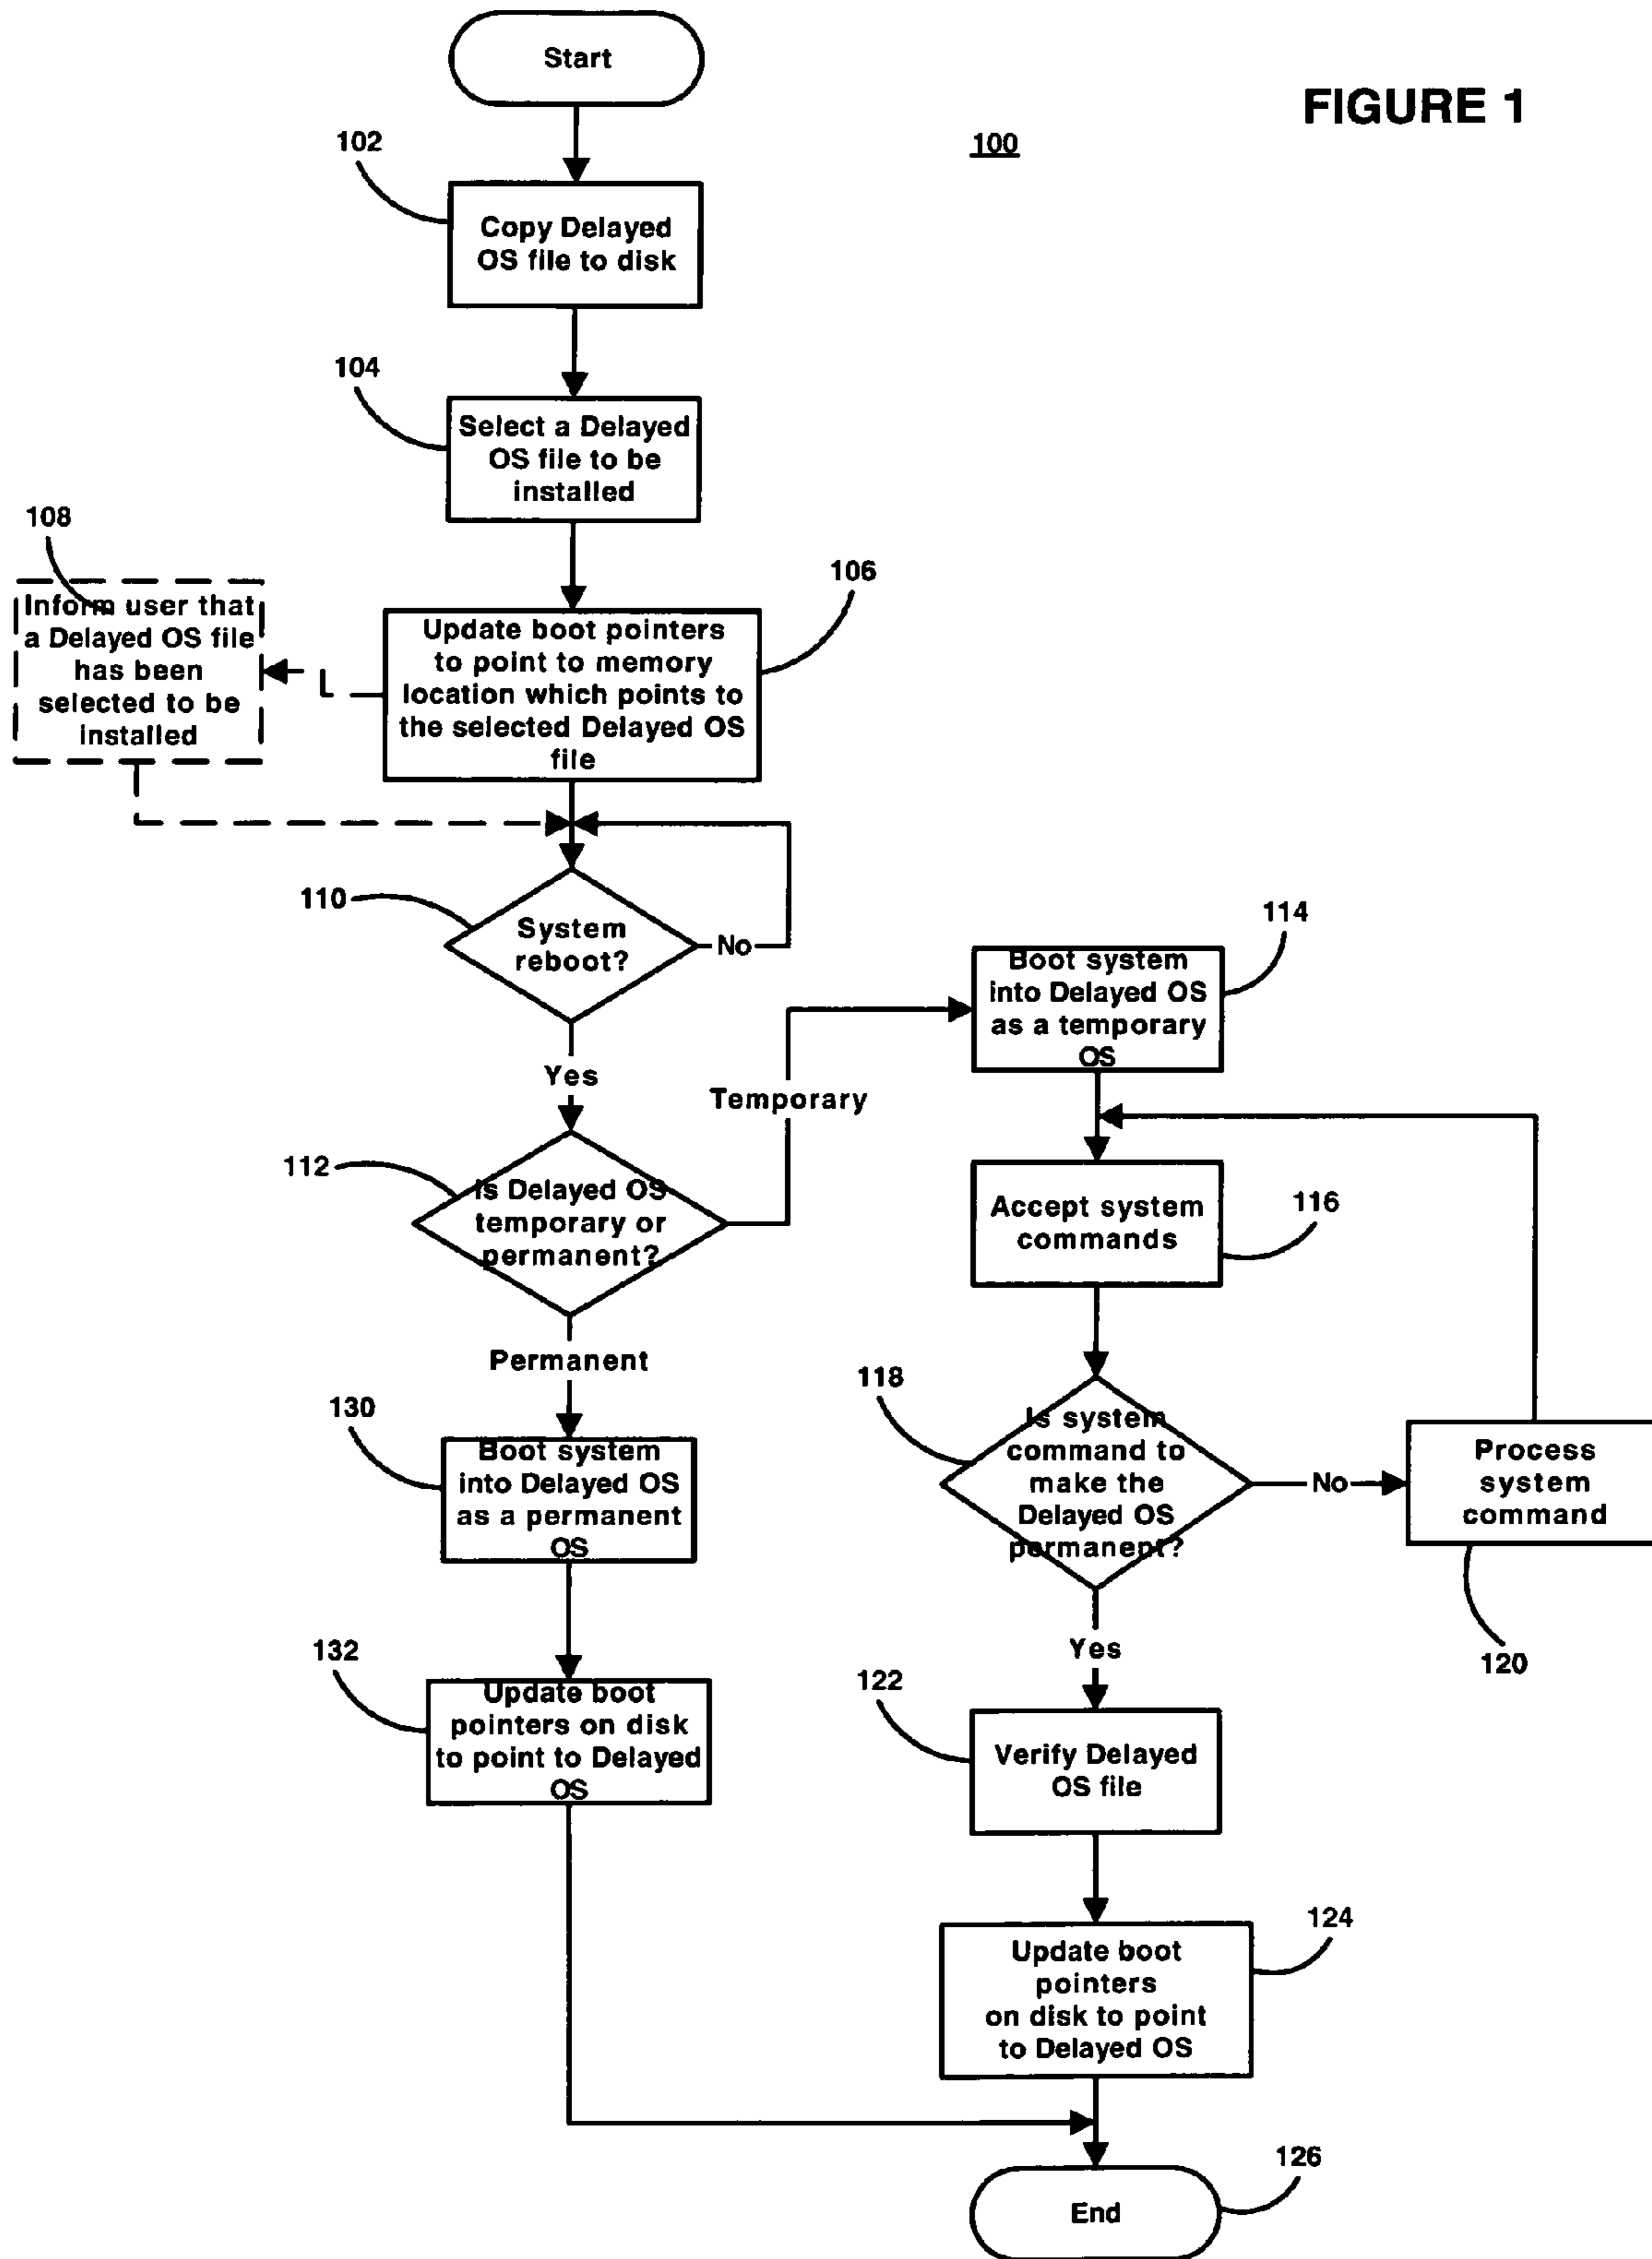 Start
FIGURE 1
100
102
Copy Delayed
OS file to disk
104
Select a Delayed
OS file to be
installed
108
Inform user that
a Delayed OS file
has been
selected to be
installed
106
Update boot pointers
to point to memory
location which points to
the selected Delayed OS
file
110
System
reboot?
No
Yes
112
Is Delayed OS
temporary or
permanent?
Temporary
Permanent
114
Boot system
into Delayed OS
as a temporary
OS
116
Accept system
commands
118
Is system
command to
make the
Delayed OS
permanent?
No
Process
system
command
120
Yes
130
Boot system
into Delayed OS
as a permanent
OS
132
Update boot
pointers on disk
to point to Delayed
OS
122
Verify Delayed
OS file
124
Update boot
pointers
on disk to point
to Delayed OS
126
End